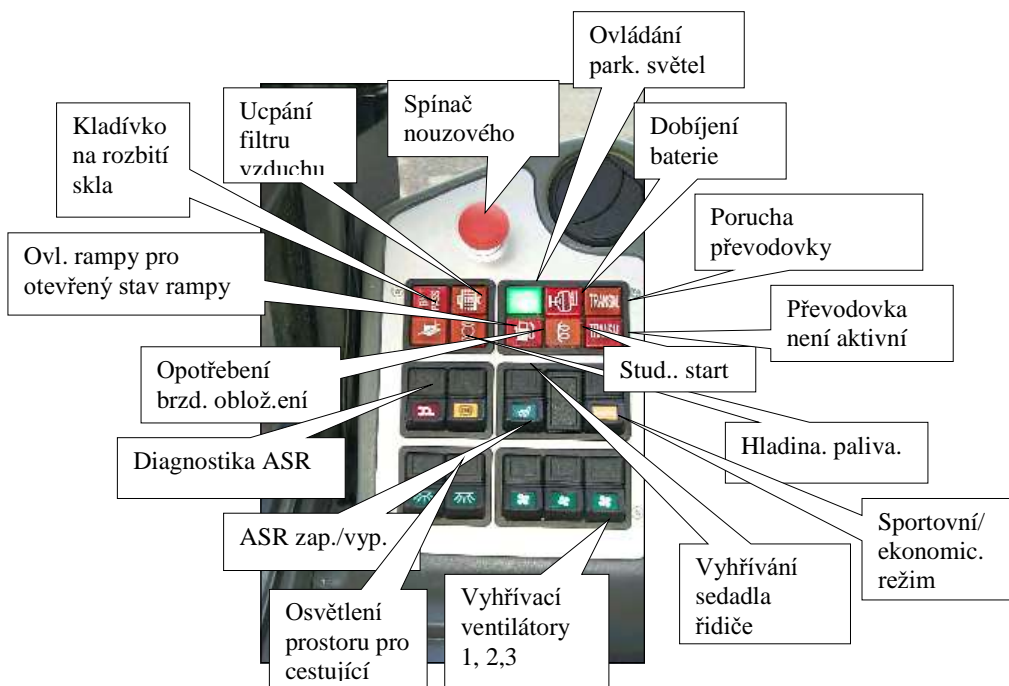 Ovládání
park. světel
Ucpání
filtru
vzduchu
Spínač
nouzového
Kladívko
na rozbití
skla
Dobíjení
baterie
Porucha
převodovky
Ovl. rampy pro
otevřený stav rampy
TRANSM.
Převodovka
není aktivní
Opotřebení
brzd. oblož.ení
Stud.. start
Diagnostika ASR
Hladina. paliva.
ASR zap./vyp.
Sportovní/
ekonomic.
režim
Vyhřívání
sedadla
řidiče
Osvětlení
prostoru pro
cestující
Vyhřívací
ventilátory
1, 2,3